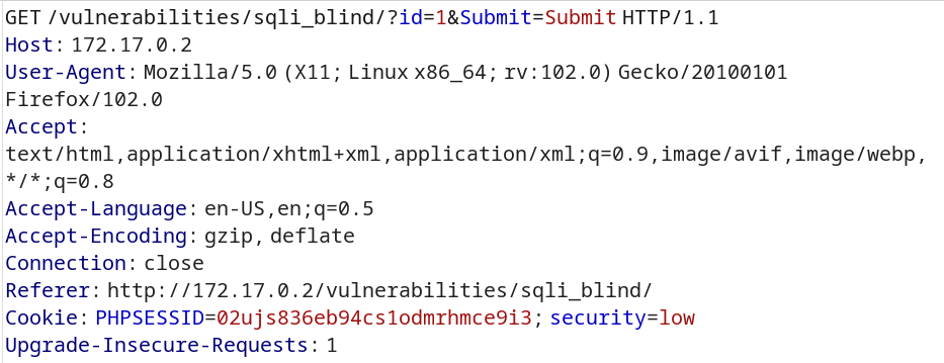 GET /vulnerabilities/sqli_blind/?id=1&Submit=Submit HTTP/1.1
Host: 172.17.0.2
User-Agent: Mozilla/5.0 (X11; Linux x86_64; rv:102.0) Gecko/20100101
Firefox/102.0
Accept:
text/html,application/xhtml+xml,application/xml;q=0.9,image/avif,image/webp,
*/*;q=0.8
Accept-Language: en-US,en;q=0.5
Accept-Encoding: gzip, deflate
Connection: close
Referer: http://172.17.0.2/vulnerabilities/sqli_blind/
Cookie: PHPSESSID=02ujs836eb94cs1odmrhmce9i3; security=low
Upgrade-Insecure-Requests: 1